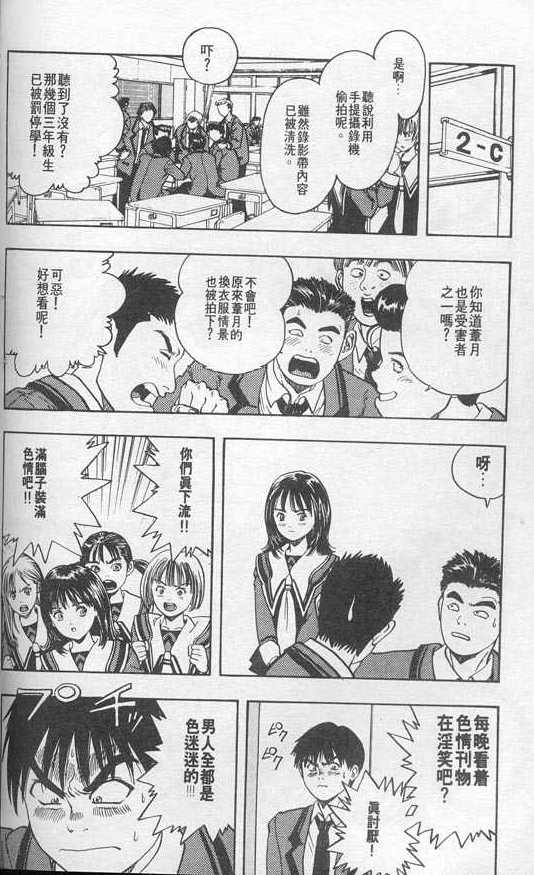 2-C
是啊…
聽說利用
手提攝錄機
偷拍呢。
雖然錄影帶內容
已被清洗。
吓?
聽到了沒有?
那幾個三年級生
已被罰停學!
你知道葦月
也是受害者
之一嗎?
不會吧!
原來葦月的
換衣服情景
也被拍下?
可惡!
好想看呢!
呀…
你們真下流!!
滿腦子裝滿
色情吧!!
每晚看着
色情刊物
在淫笑吧?
真討厭!
ピク
ピク
男人全都是
色迷迷的!!!
プチ